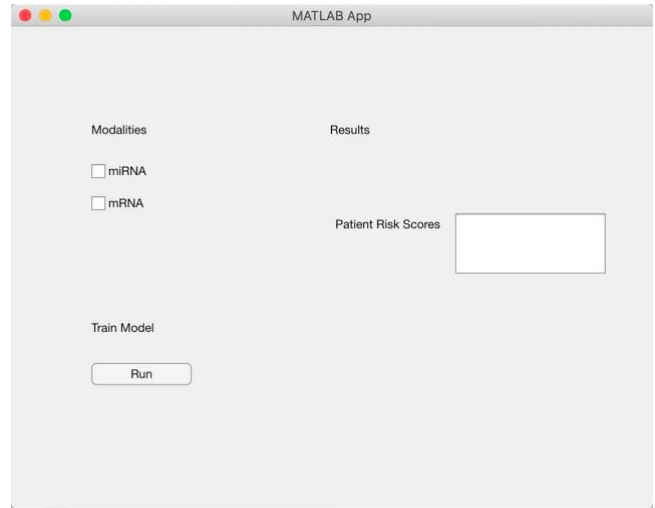 MATLAB App
Modalities
Results
miRNA
mRNA
Patient Risk Scores
Train Model
Run